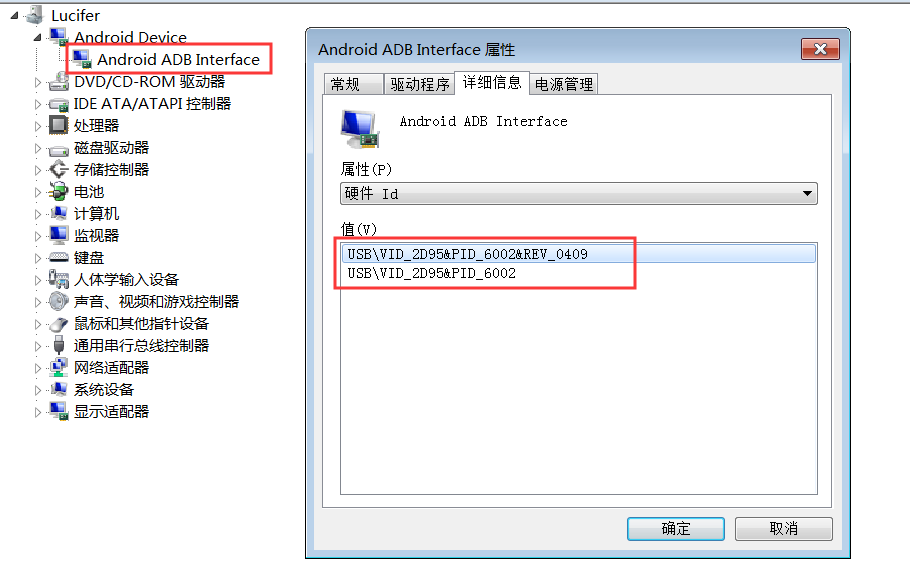 Lucifer
Android Device
Android ADB Interface
DVD/CD-ROM 驱动器
IDE ATA/ATAPI 控制器
处理器
磁盘驱动器
存储控制器
电池
计算机
监视器
键盘
人体学输入设备
声音、视频和游戏控制器
鼠标和其他指针设备
通用串行总线控制器
网络适配器
系统设备
显示适配器
Android ADB Interface 属性
常规 驱动程序 详细信息 电源管理
Android ADB Interface
属性(P)
硬件 Id
值(V)
USB\VID_2D95&PID_6002&REV_0409
USB\VID_2D95&PID_6002
确定 取消